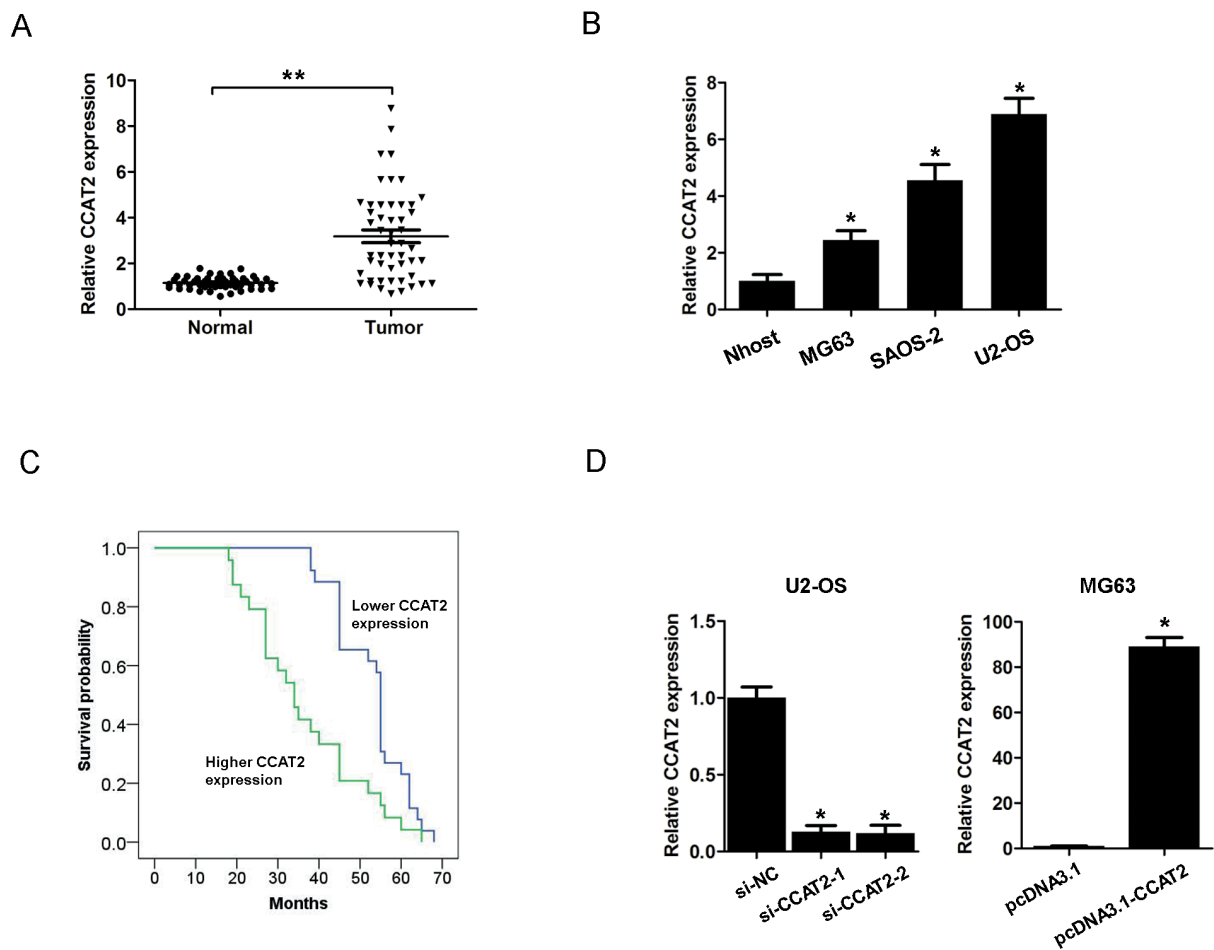 A
Relative CCAT2 expression
10
8
6
4
2
0
**
Normal
Tumor
B
Relative CCAT2 expression
8
6
4
2
0
*
*
*
Nhost
MG63
SAOS-2
U2-OS
C
Survival probability
1.0
0.8
0.6
0.4
0.2
0.0
Lower CCAT2
expression
Higher CCAT2
expression
0 10 20 30 40 50 60 70
Months
D
U2-OS
Relative CCAT2 expression
1.5
1.0
0.5
0.0
*
*
si-NC
si-CCAT2-1
si-CCAT2-2
MG63
Relative CCAT2 expression
100
80
60
40
20
0
*
pcDNA3.1
pcDNA3.1-CCAT2